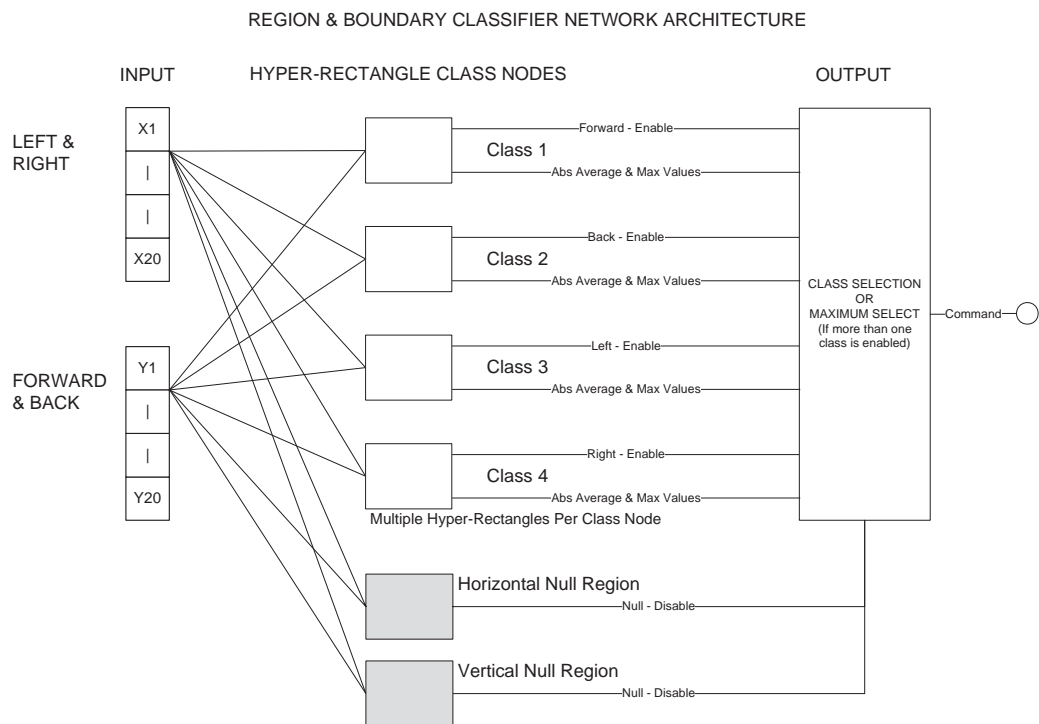 REGION & BOUNDARY CLASSIFIER NETWORK ARCHITECTURE
INPUT
HYPER-RECTANGLE CLASS NODES
OUTPUT
LEFT &
RIGHT
X1
|
|
X20
FORWARD
& BACK
Y1
|
|
Y20
Class 1
Forward - Enable
Abs Average & Max Values
Class 2
Back - Enable
Abs Average & Max Values
Class 3
Left - Enable
Abs Average & Max Values
Class 4
Right - Enable
Abs Average & Max Values
Multiple Hyper-Rectangles Per Class Node
Horizontal Null Region
Null - Disable
Vertical Null Region
Null - Disable
CLASS SELECTION
OR
MAXIMUM SELECT
(If more than one
class is enabled)
Command